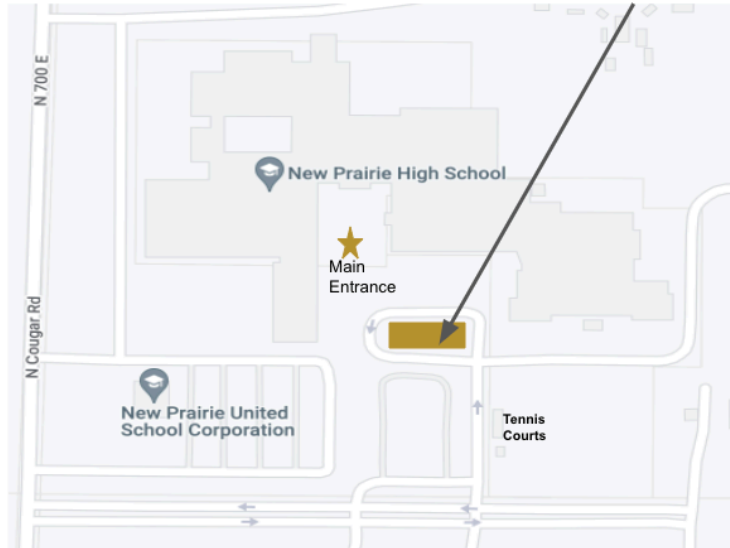 N 700 E
New Prairie High School
Main
Entrance
N Cougar Rd
New Prairie United
School Corporation
Tennis
Courts